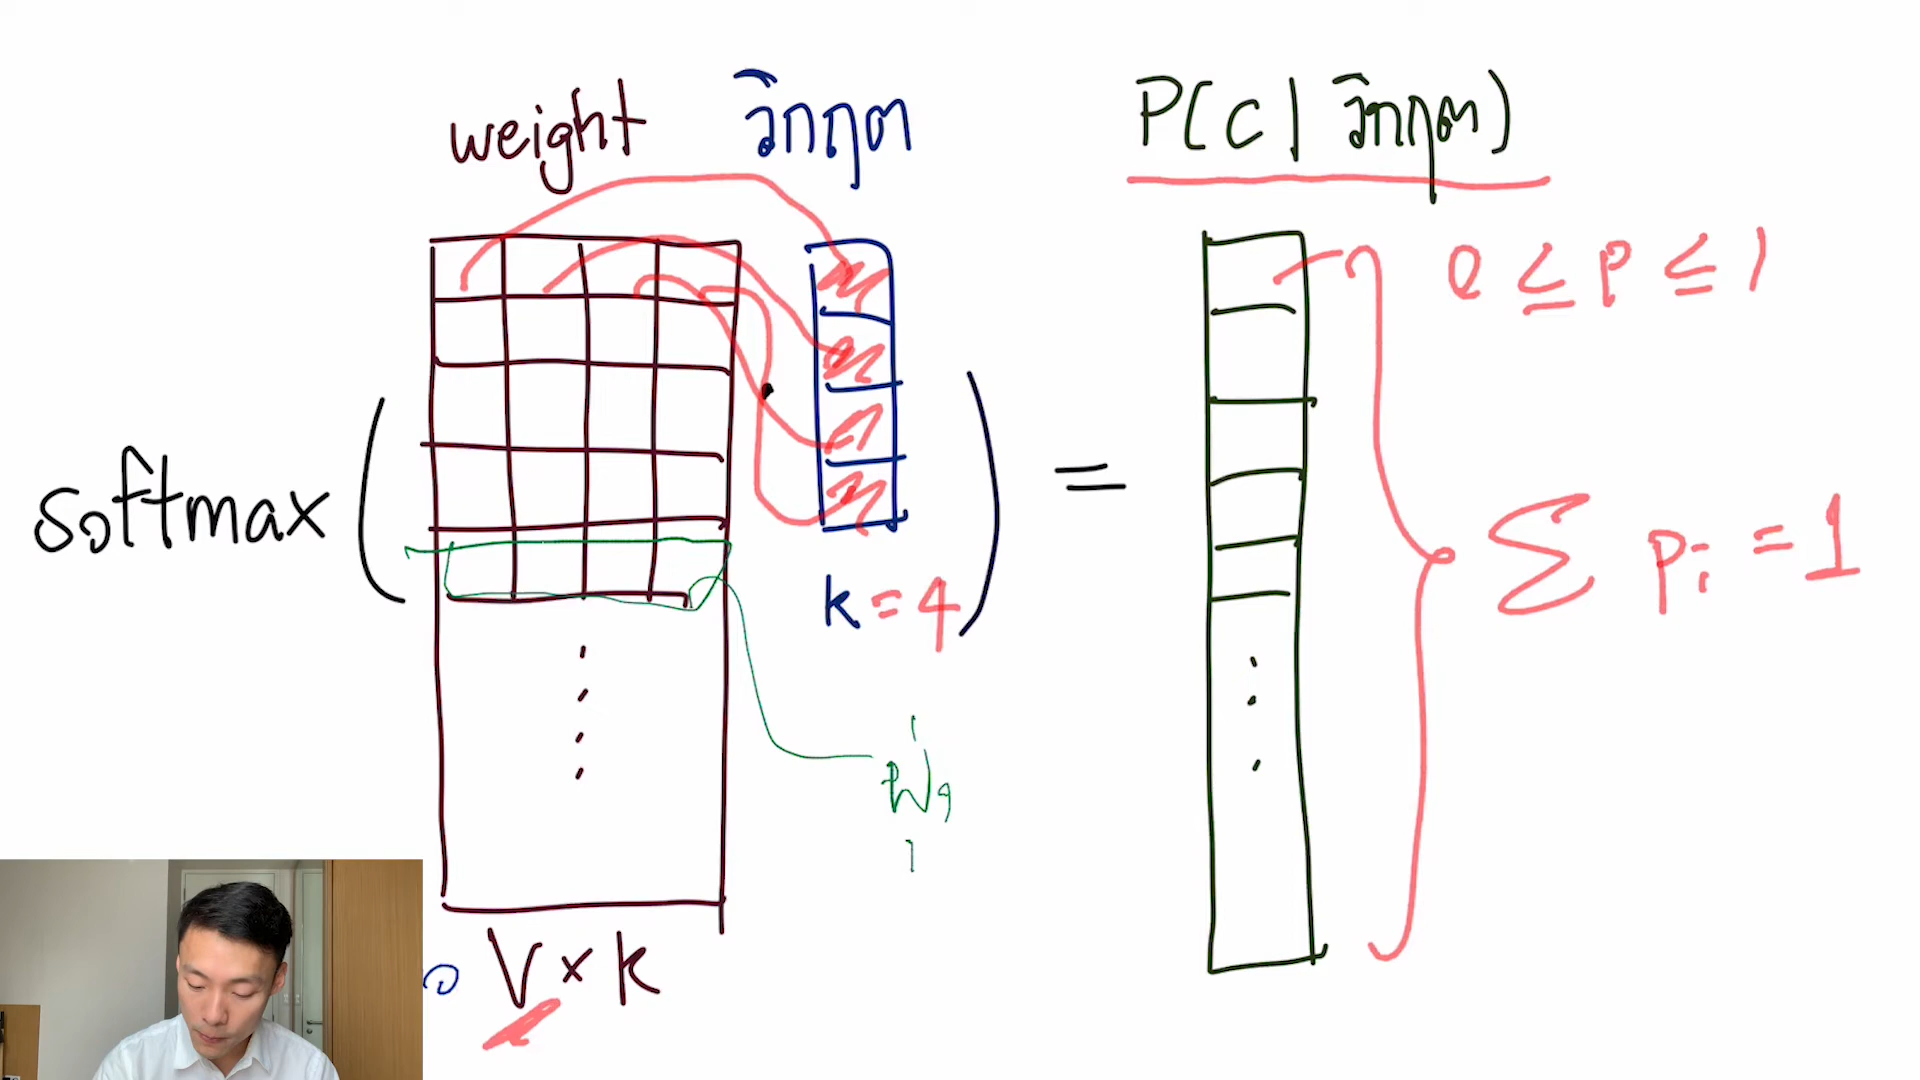 weight วิกฤต
P(c | วิกฤต)
0 ≤ p ≤ 1
softmax ( · ) =
k = 4
∑ pᵢ = 1
V × k